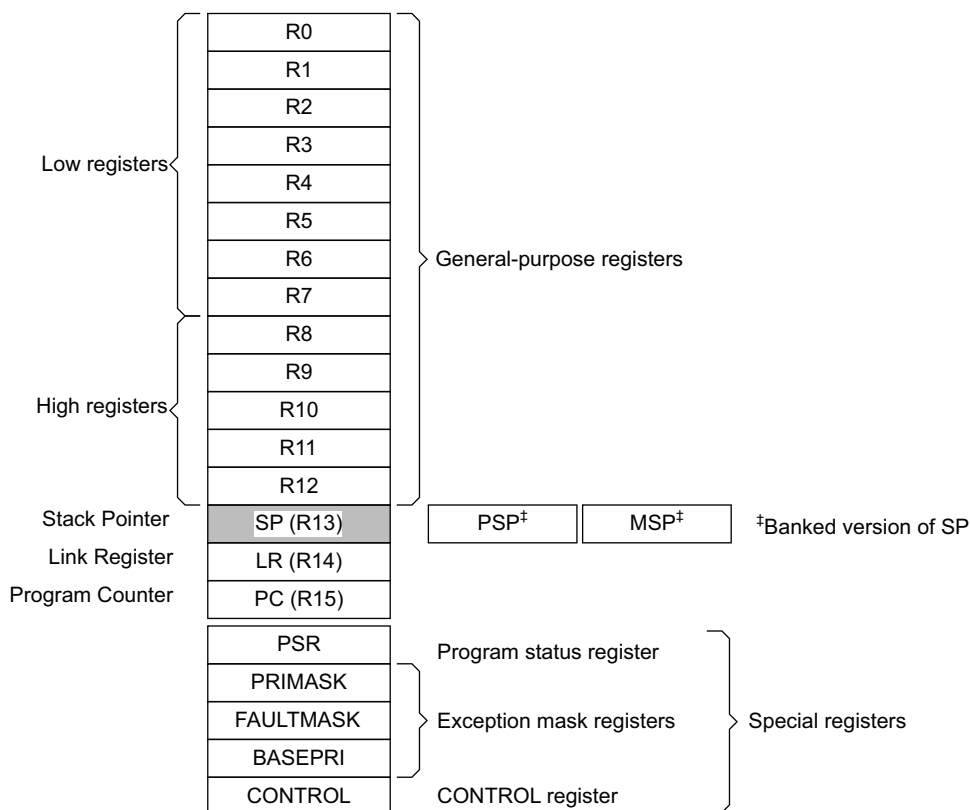 R0
R1
R2
R3
Low registers
R4
R5
R6
General-purpose registers
R7
R8
R9
High registers
R10
R11
R12
Stack Pointer
SP (R13)
PSP‡
MSP‡
‡Banked version of SP
Link Register
LR (R14)
Program Counter
PC (R15)
PSR
Program status register
PRIMASK
FAULTMASK
Exception mask registers
Special registers
BASEPRI
CONTROL
CONTROL register